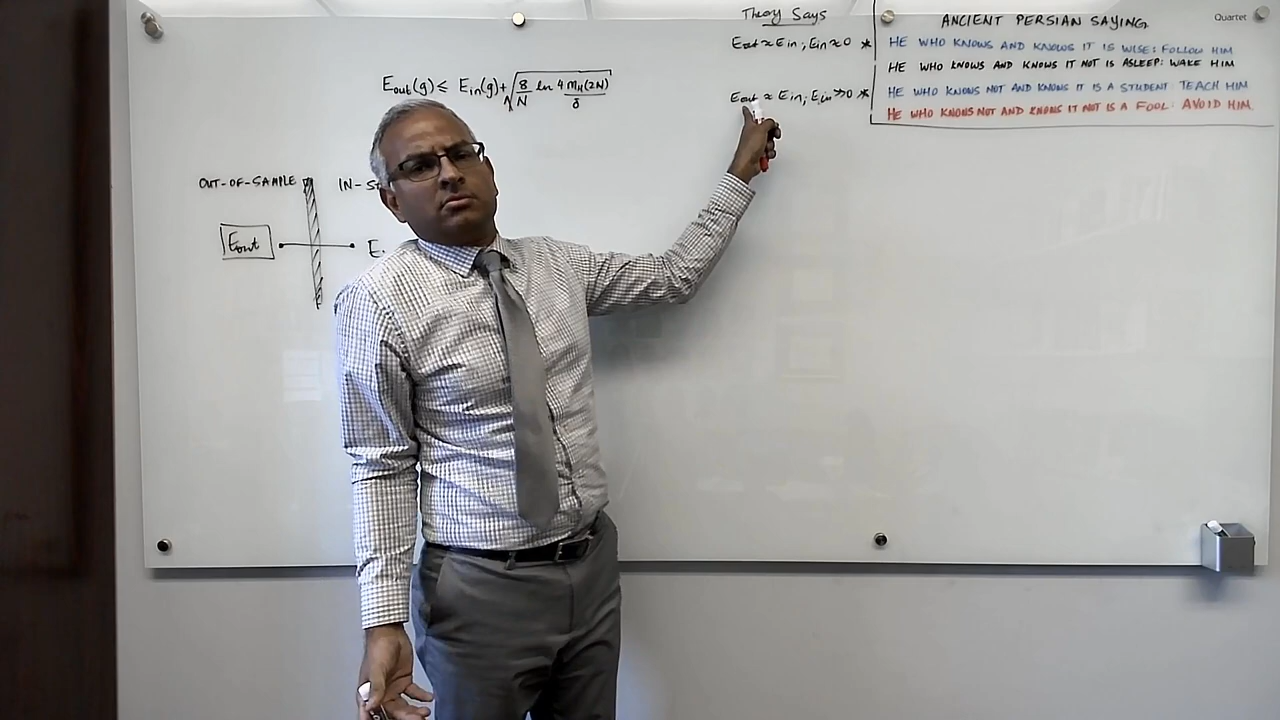 Theory Says
Eout ≈ Ein ; Ein ≈ 0 *
Eout ≈ Ein ; Ein >> 0 *
ANCIENT PERSIAN SAYING
Quartet
HE WHO KNOWS AND KNOWS IT IS WISE: FOLLOW HIM
HE WHO KNOWS AND KNOWS IT NOT IS ASLEEP: WAKE HIM
HE WHO KNOWS NOT AND KNOWS IT IS A STUDENT: TEACH HIM
HE WHO KNOWS NOT AND KNOWS IT NOT IS A FOOL: AVOID HIM.
Eout(g) ≤ Ein(g) + √(8/N ln 4 mH(2N)/δ)
OUT-OF-SAMPLE IN-S
Eout E